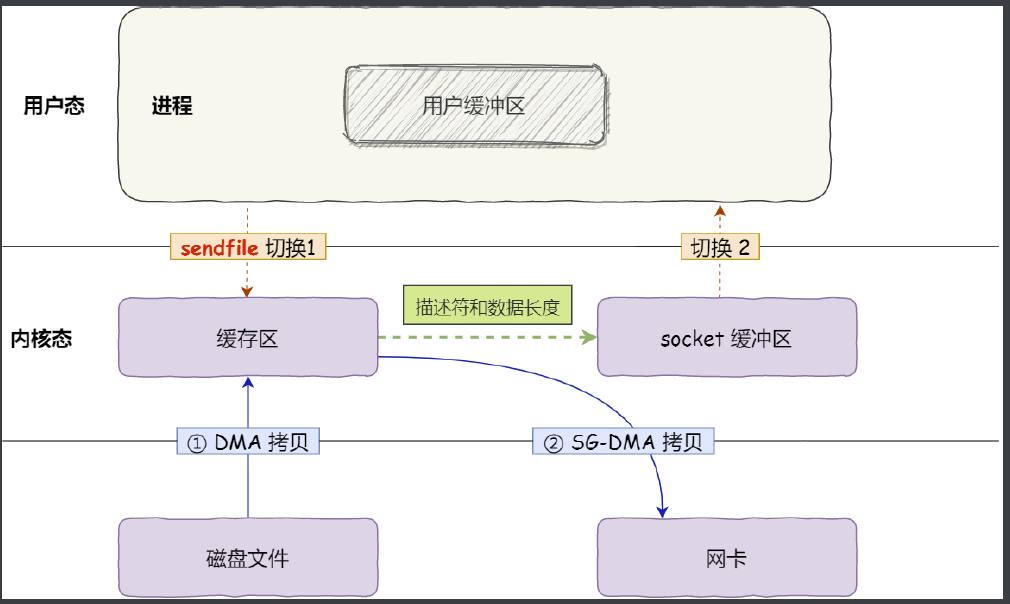 用户态
进程
用户缓冲区
sendfile 切换1
切换 2
描述符和数据长度
内核态
缓存区
socket 缓冲区
① DMA 拷贝
② SG-DMA 拷贝
磁盘文件
网卡